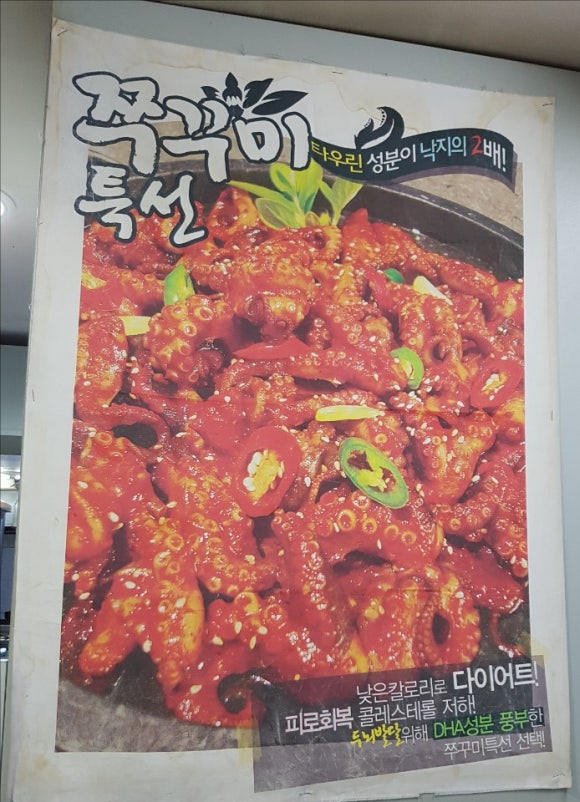 쭈꾸미
특선
타우린 성분이 낙지의 2배!
낮은칼로리로 다이어트!
피로회복 콜레스테롤 저해!
두뇌발달위해 DHA성분 풍부한
쭈꾸미특선 선택!